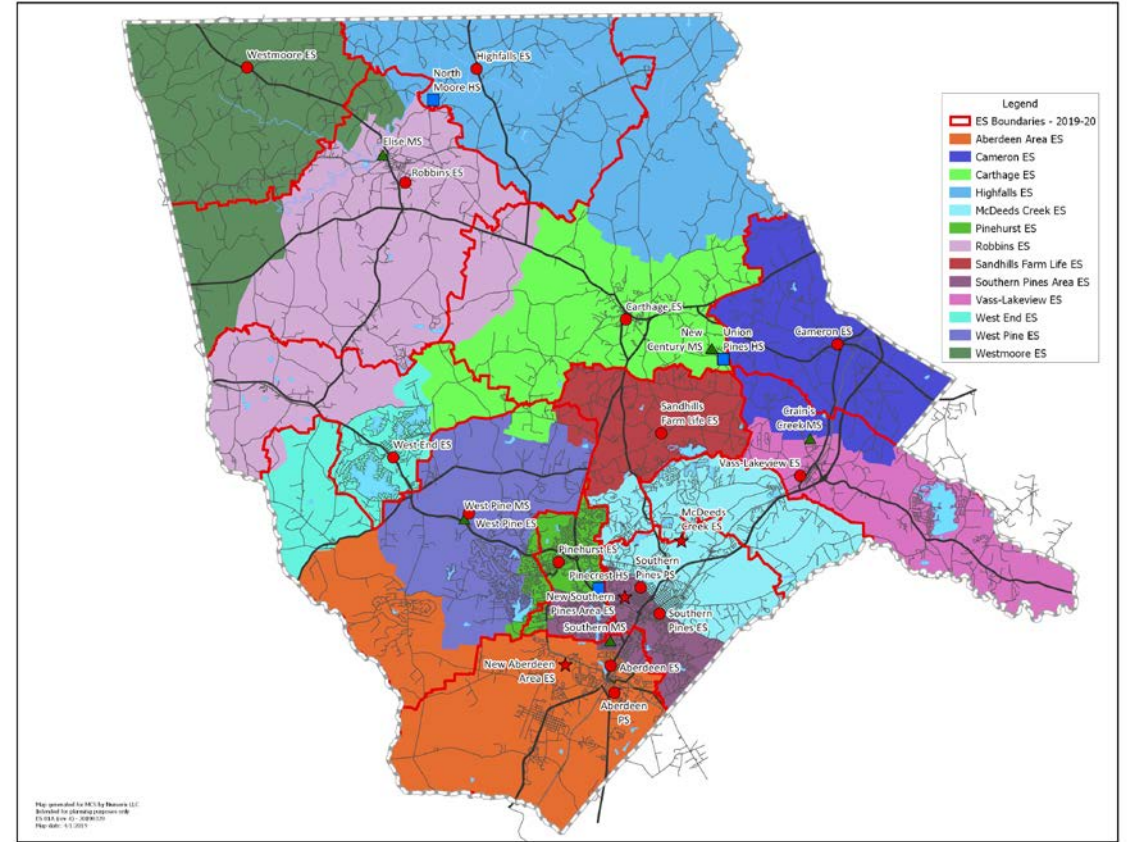 Westmoore ES
Highfalls ES
North
Moore HS
Elise MS
Robbins ES
Carthage ES
New
Century MS
Union
Pines HS
Cameron ES
Crain's
Creek MS
Sandhills
Farm Life ES
Vass-Lakeview ES
West End ES
West Pine MS
West Pine ES
McDeeds
Creek ES
Pinehurst ES
Pinecrest HS
Southern
Pines PS
New Southern
Pines Area ES
Southern
Pines ES
Southern MS
New Aberdeen
Area ES
Aberdeen ES
Aberdeen
PS
Legend
ES Boundaries - 2019-20
Aberdeen Area ES
Cameron ES
Carthage ES
Highfalls ES
McDeeds Creek ES
Pinehurst ES
Robbins ES
Sandhills Farm Life ES
Southern Pines Area ES
Vass-Lakeview ES
West End ES
West Pine ES
Westmoore ES
Map generated for MCS by
Intended for planning purposes only